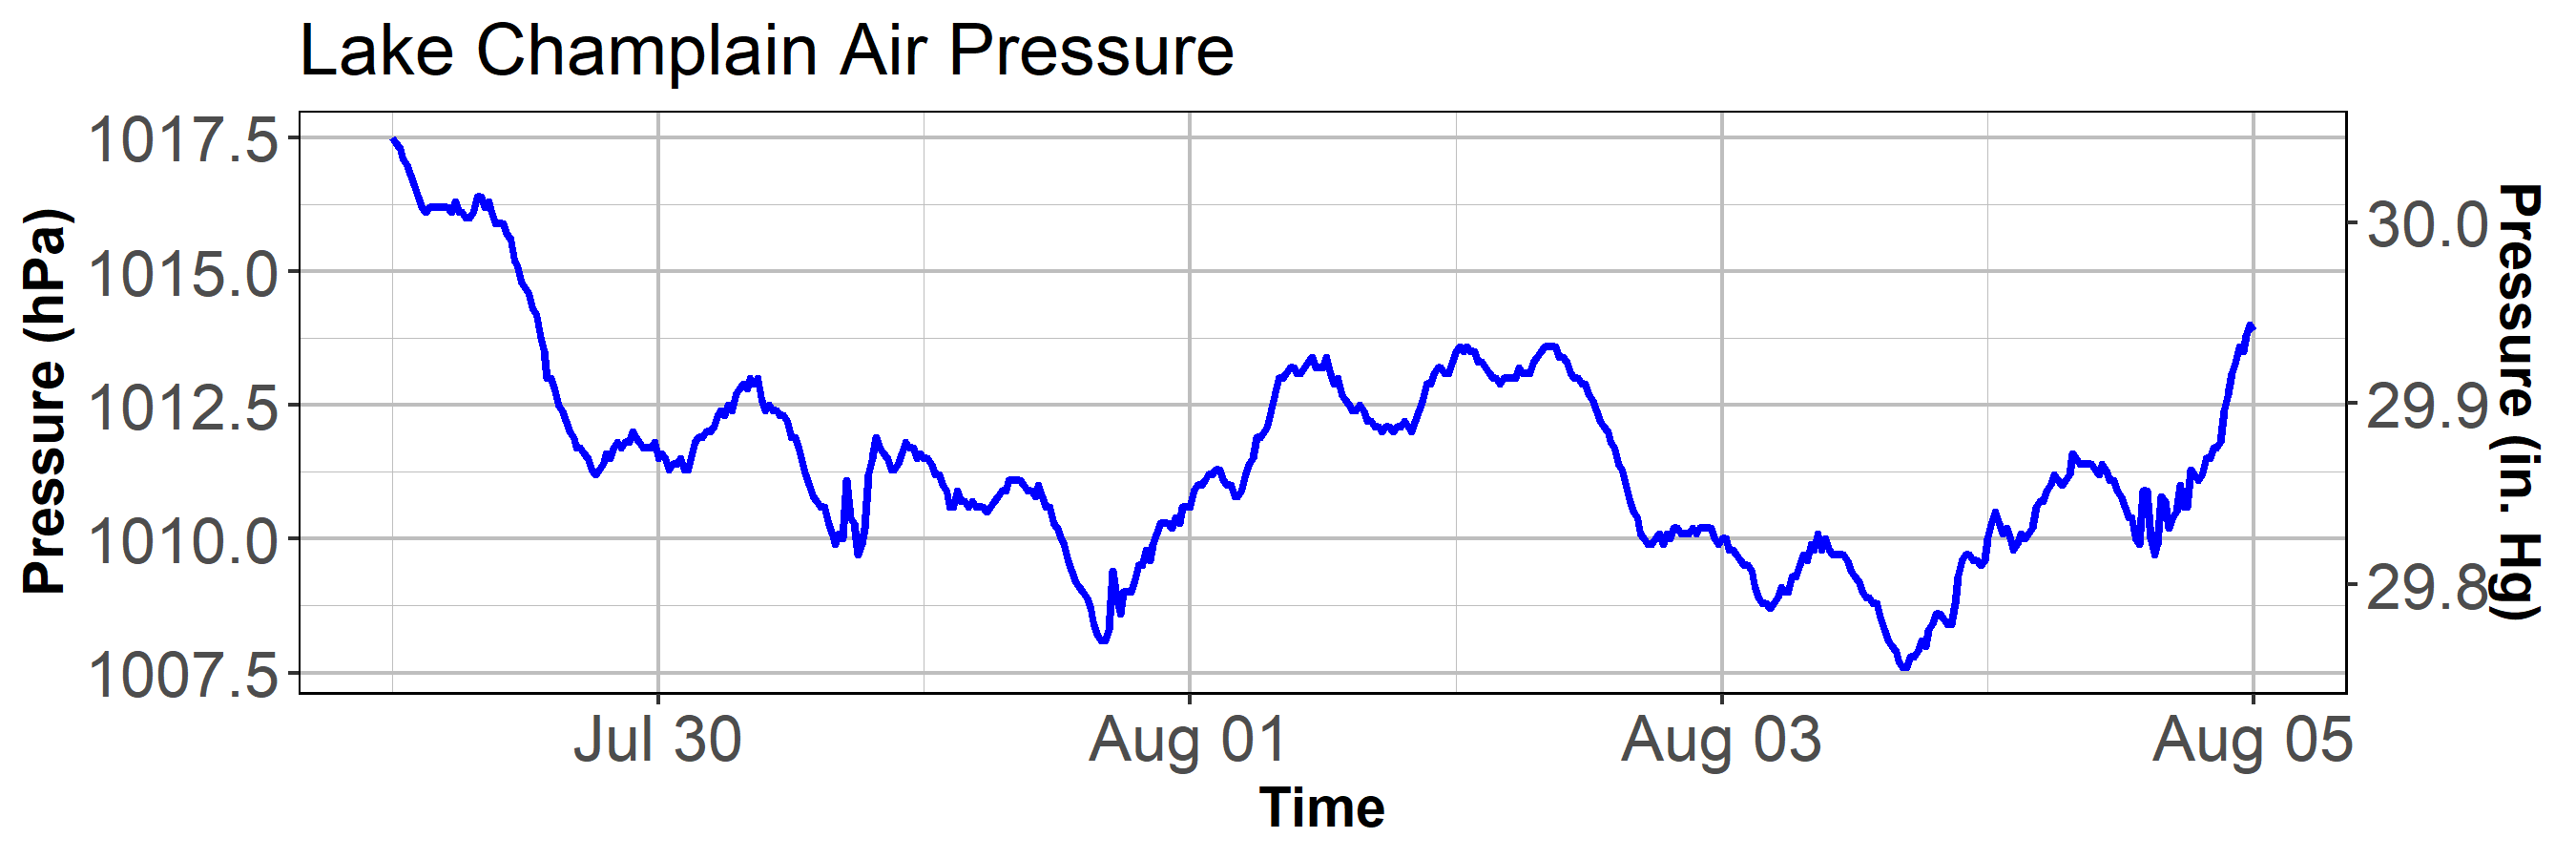 Lake Champlain Air Pressure
Pressure (hPa)
1017.5
1015.0
1012.5
1010.0
1007.5
30.0
29.9
29.8
Pressure (in. Hg)
Jul 30 Aug 01 Aug 03 Aug 05
Time